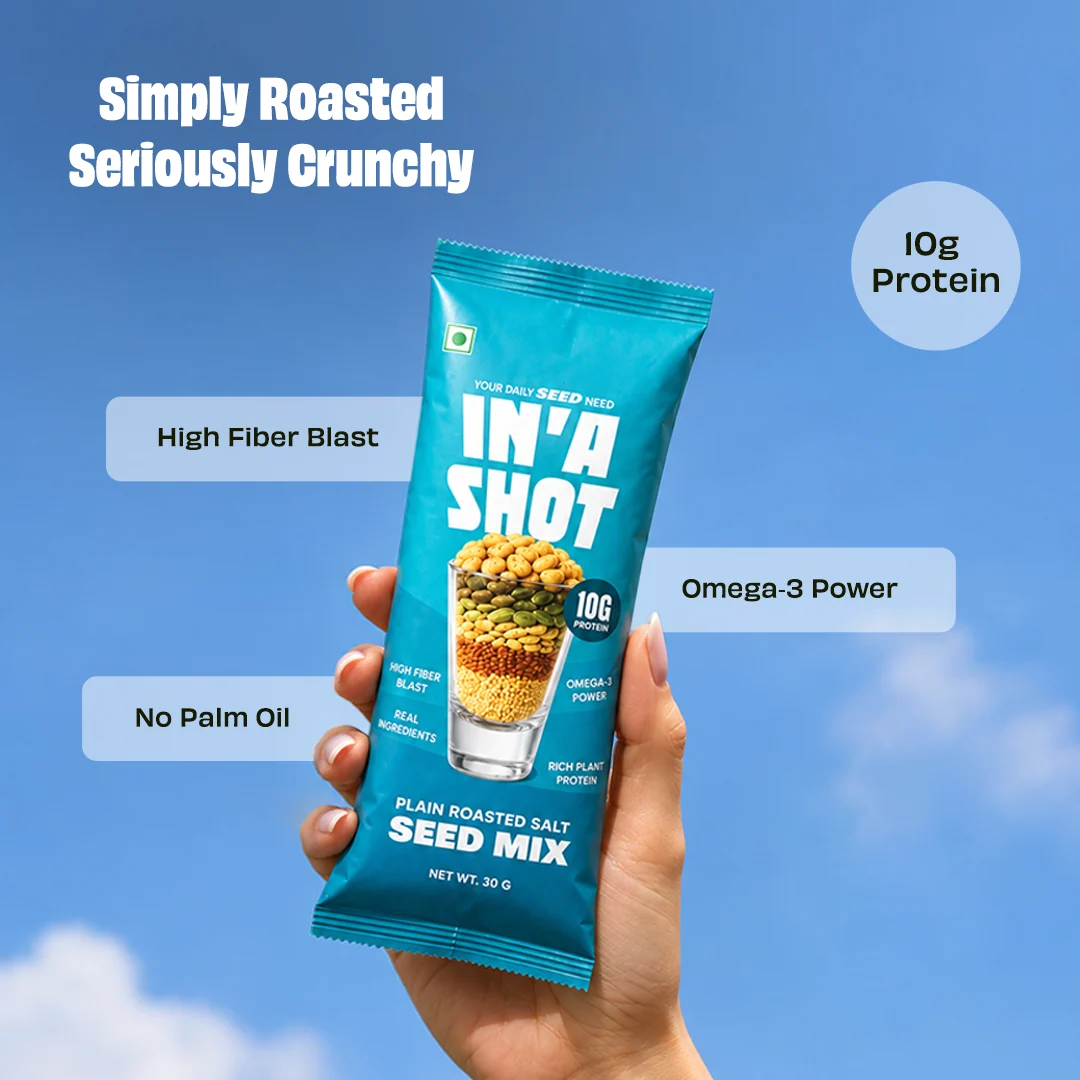 Simply Roasted
Seriously Crunchy
10g
Protein
High Fiber Blast
Omega-3 Power
No Palm Oil
YOUR DAILY SEED NEED
IN'A
SHOT
10G
PROTEIN
HIGH FIBER
BLAST
OMEGA-3
POWER
REAL
INGREDIENTS
RICH PLANT
PROTEIN
PLAIN ROASTED SALT
SEED MIX
NET WT. 30 G